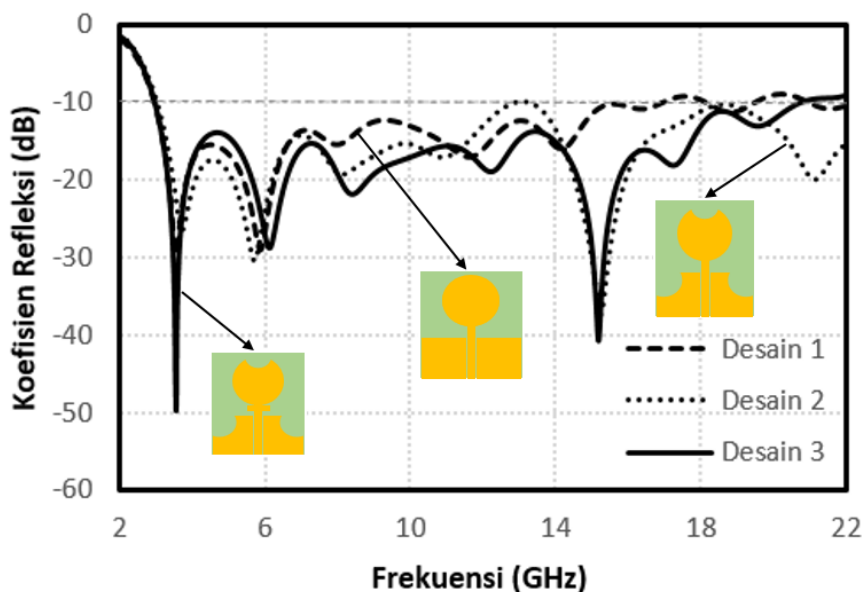 Koefisien Refleksi (dB)
0
-10
-20
-30
-40
-50
-60
Desain 1
Desain 2
Desain 3
2 6 10 14 18 22
Frekuensi (GHz)